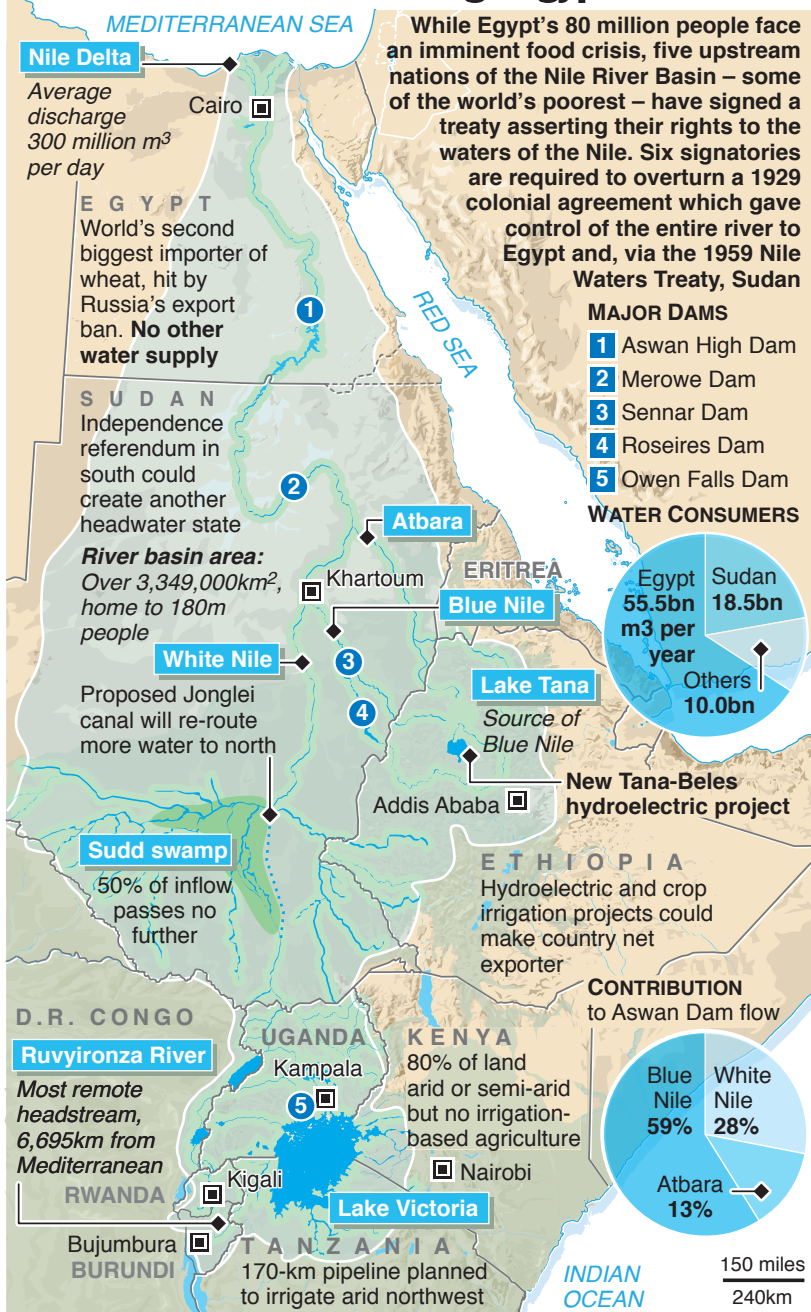 MEDITERRANEAN SEA
While Egypt's 80 million people face
an imminent food crisis, five upstream
nations of the Nile River Basin – some
of the world's poorest – have signed a
treaty asserting their rights to the
waters of the Nile. Six signatories
are required to overturn a 1929
colonial agreement which gave
control of the entire river to
Egypt and, via the 1959 Nile
Waters Treaty, Sudan
Nile Delta
Average
discharge
300 million m³
per day
Cairo
EGYPT
World's second
biggest importer of
wheat, hit by
Russia's export
ban. No other
water supply
1
RED SEA
MAJOR DAMS
1 Aswan High Dam
2 Merowe Dam
3 Sennar Dam
4 Roseires Dam
5 Owen Falls Dam
SUDAN
Independence
referendum in
south could
create another
headwater state
2
River basin area:
Over 3,349,000km²,
home to 180m
people
Atbara
Khartoum
ERITREA
Blue Nile
White Nile
3
4
WATER CONSUMERS
Egypt
55.5bn
m3 per
year
Sudan
18.5bn
Others
10.0bn
Proposed Jonglei
canal will re-route
more water to north
Lake Tana
Source of
Blue Nile
New Tana-Beles
hydroelectric project
Addis Ababa
Sudd swamp
50% of inflow
passes no
further
ETHIOPIA
Hydroelectric and crop
irrigation projects could
make country net
exporter
D.R. CONGO
Ruvyironza River
Most remote
headstream,
6,695km from
Mediterranean
UGANDA
Kampala
5
KENYA
80% of land
arid or semi-arid
but no irrigation-
based agriculture
Nairobi
CONTRIBUTION
to Aswan Dam flow
Blue
Nile
59%
White
Nile
28%
Atbara
13%
RWANDA
Kigali
Lake Victoria
Bujumbura
BURUNDI
TANZANIA
170-km pipeline planned
to irrigate arid northwest
INDIAN
OCEAN
150 miles
240km